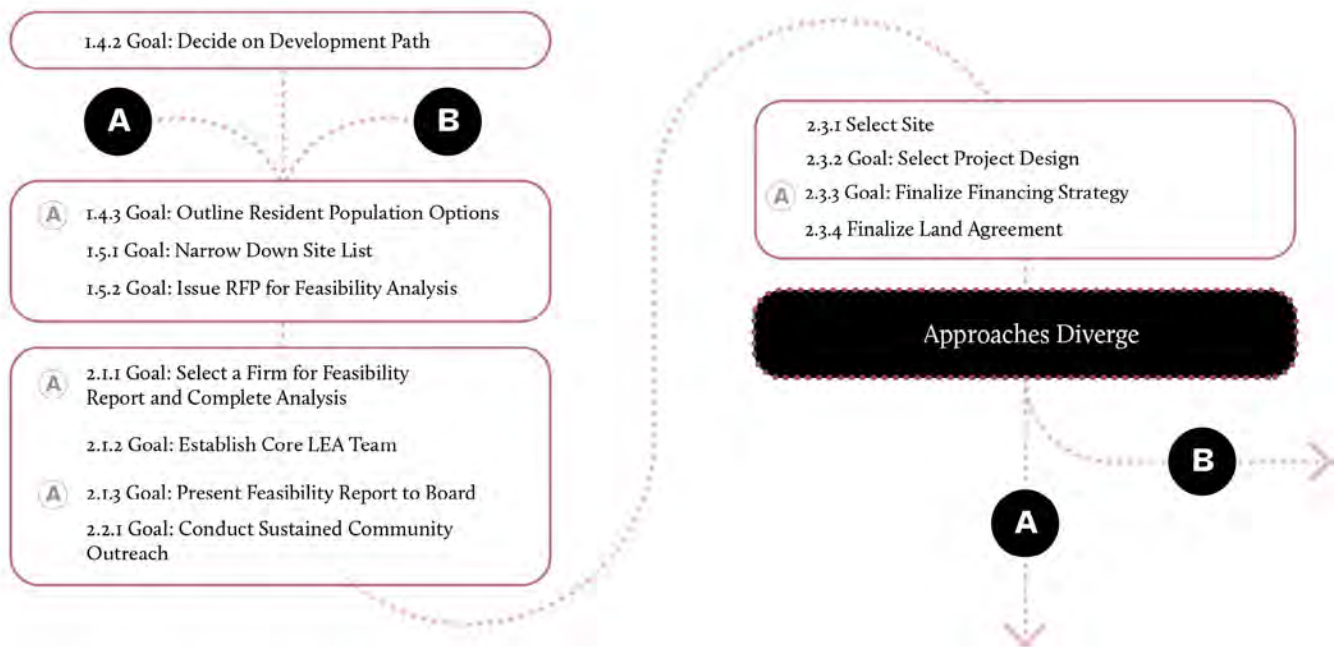 1.4.2 Goal: Decide on Development Path
A
B
A
1.4.3 Goal: Outline Resident Population Options
1.5.1 Goal: Narrow Down Site List
1.5.2 Goal: Issue RFP for Feasibility Analysis
A
2.1.1 Goal: Select a Firm for Feasibility
Report and Complete Analysis
2.1.2 Goal: Establish Core LEA Team
A
2.1.3 Goal: Present Feasibility Report to Board
2.2.1 Goal: Conduct Sustained Community
Outreach
2.3.1 Select Site
2.3.2 Goal: Select Project Design
A
2.3.3 Goal: Finalize Financing Strategy
2.3.4 Finalize Land Agreement
Approaches Diverge
B
A